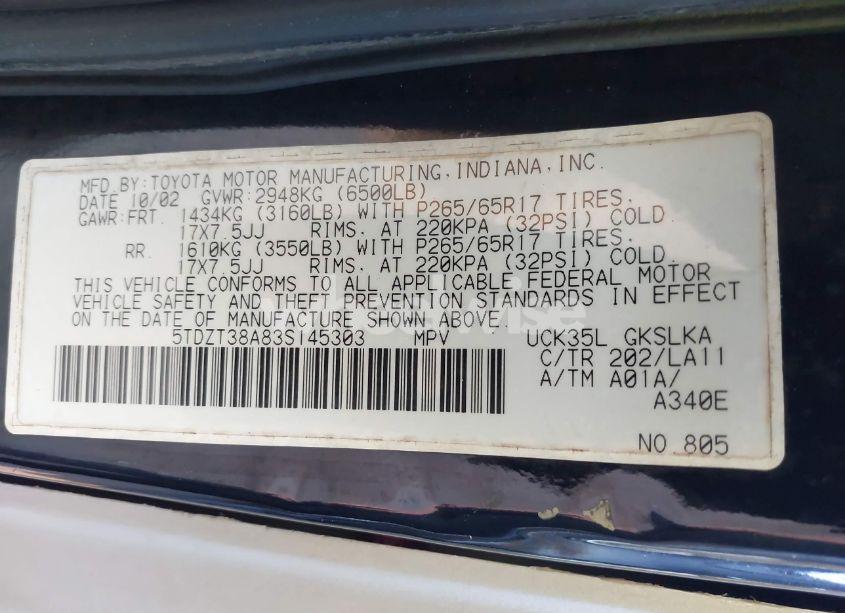 MFD.BY:TOYOTA MOTOR MANUFACTURING,INDIANA,INC.
DATE 10/02 GVWR:2948KG (6500LB)
GAWR:FRT. 1434KG (3160LB) WITH P265/65R17 TIRES,
17X7.5JJ RIMS, AT 220KPA (32PSI) COLD.
RR. 1610KG (3550LB) WITH P265/65R17 TIRES,
17X7.5JJ RIMS, AT 220KPA (32PSI) COLD.
THIS VEHICLE CONFORMS TO ALL APPLICABLE FEDERAL MOTOR
VEHICLE SAFETY AND THEFT PREVENTION STANDARDS IN EFFECT
ON THE DATE OF MANUFACTURE SHOWN ABOVE.
5TDZT38A83S145303 MPV UCK35L GKSLKA
C/TR 202/LA11
A/TM A01A/
A340E
NO 805